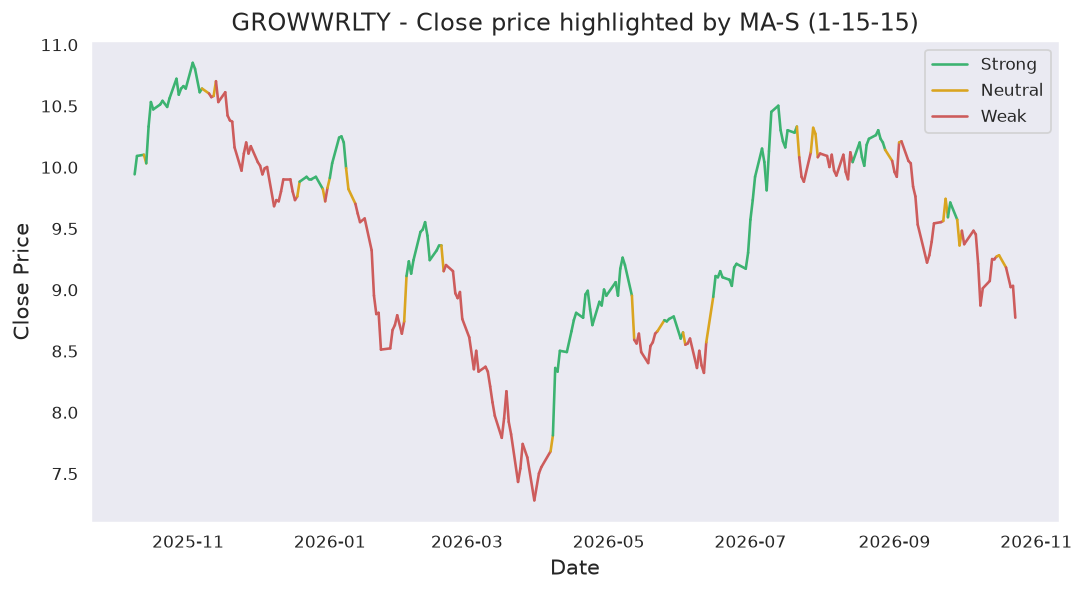 GROWWRLTY - Close price highlighted by MA-S (1-15-15)
Strong
Neutral
Weak
Close Price
11.0
10.5
10.0
9.5
9.0
8.5
8.0
7.5
2025-11
2026-01
2026-03
2026-05
2026-07
2026-09
2026-11
Date